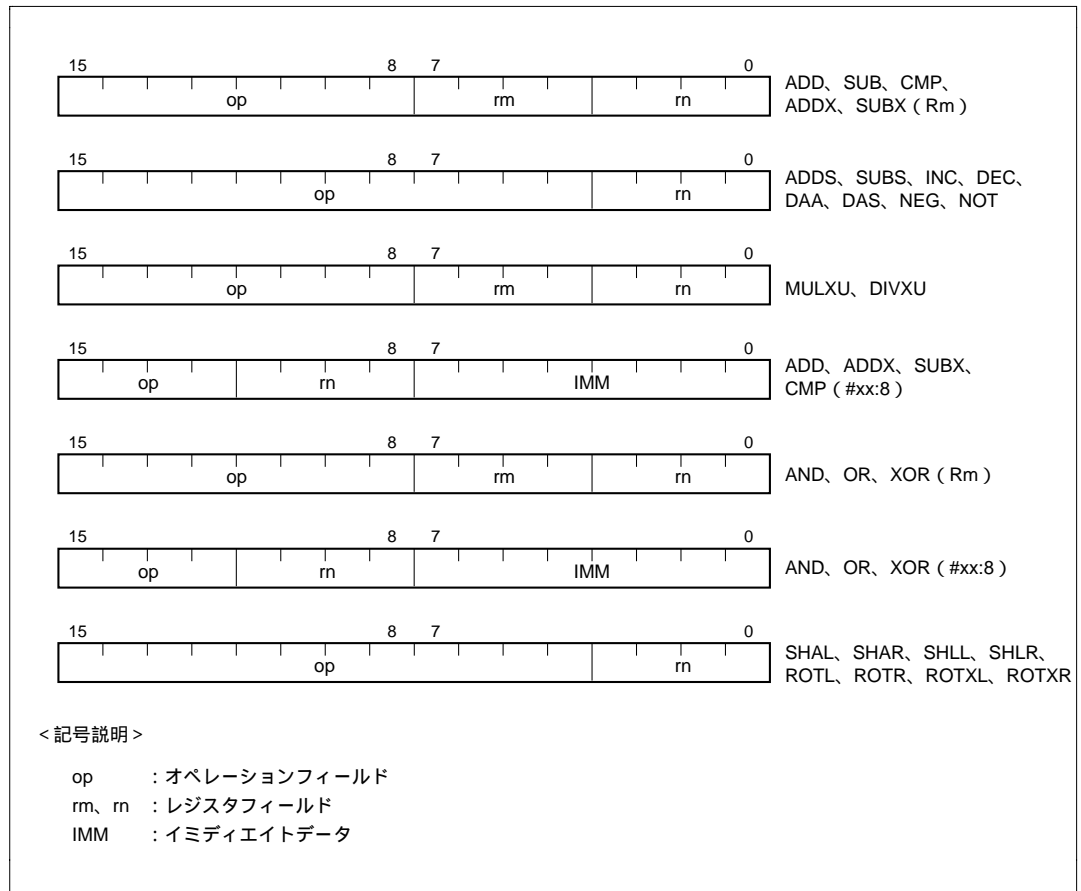 15 8 7 0
op rm rn
ADD、SUB、CMP、
ADDX、SUBX（Rm）
15 8 7 0
op rn
ADDS、SUBS、INC、DEC、
DAA、DAS、NEG、NOT
15 8 7 0
op rm rn
MULXU、DIVXU
15 8 7 0
op rn IMM
ADD、ADDX、SUBX、
CMP（#xx:8）
15 8 7 0
op rm rn
AND、OR、XOR（Rm）
15 8 7 0
op rn IMM
AND、OR、XOR（#xx:8）
15 8 7 0
op rn
SHAL、SHAR、SHLL、SHLR、
ROTL、ROTR、ROTXL、ROTXR
<記号説明>
op ：オペレーションフィールド
rm、rn ：レジスタフィールド
IMM ：イミディエイトデータ